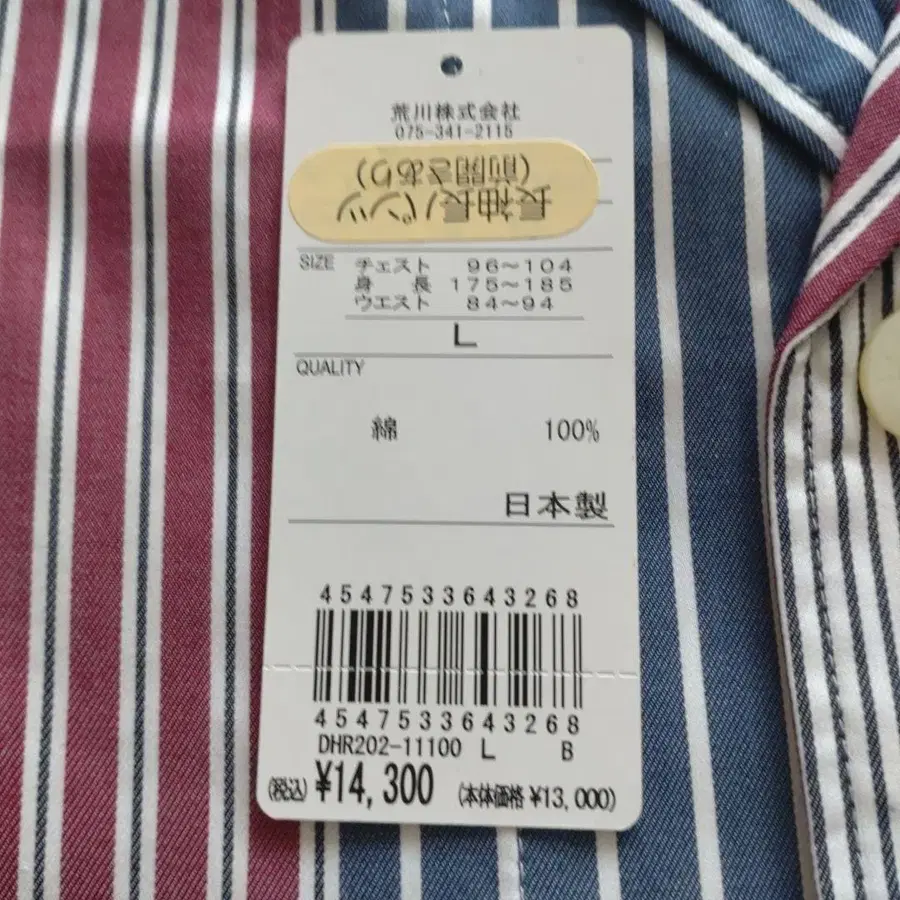 荒川株式会社
075-341-2115
長袖長パンツ
(前開きあり)
SIZE チェスト 96～104
身長 175～185
ウエスト 84～94
L
QUALITY
綿 100%
日本製
4547533643268
4547533643268
DHR202-11100 L B
(税込) ¥14,300 (本体価格 ¥13,000)